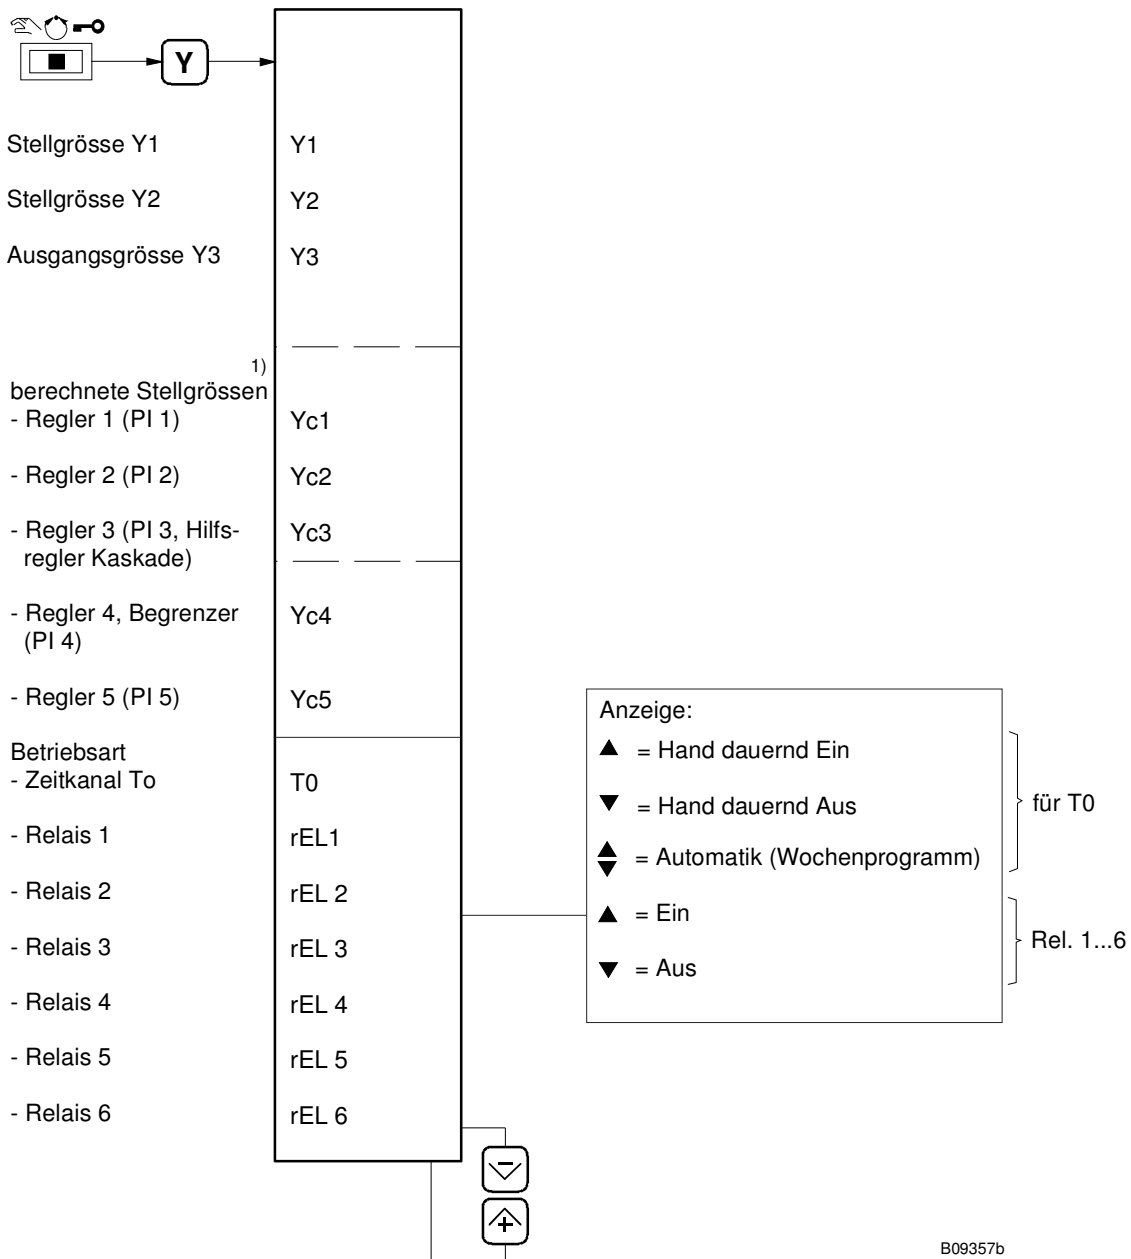 Y
Stellgrösse Y1 Y1
Stellgrösse Y2 Y2
Ausgangsgrösse Y3 Y3
1)
berechnete Stellgrössen
- Regler 1 (PI 1) Yc1
- Regler 2 (PI 2) Yc2
- Regler 3 (PI 3, Hilfs- Yc3
regler Kaskade)
- Regler 4, Begrenzer Yc4
(PI 4)
- Regler 5 (PI 5) Yc5
Betriebsart
- Zeitkanal To T0
- Relais 1 rEL1
- Relais 2 rEL 2
- Relais 3 rEL 3
- Relais 4 rEL 4
- Relais 5 rEL 5
- Relais 6 rEL 6
Anzeige:
▲ = Hand dauernd Ein
▼ = Hand dauernd Aus
▲▼ = Automatik (Wochenprogramm)
für T0
▲ = Ein
▼ = Aus
Rel. 1...6
-
+
B09357b